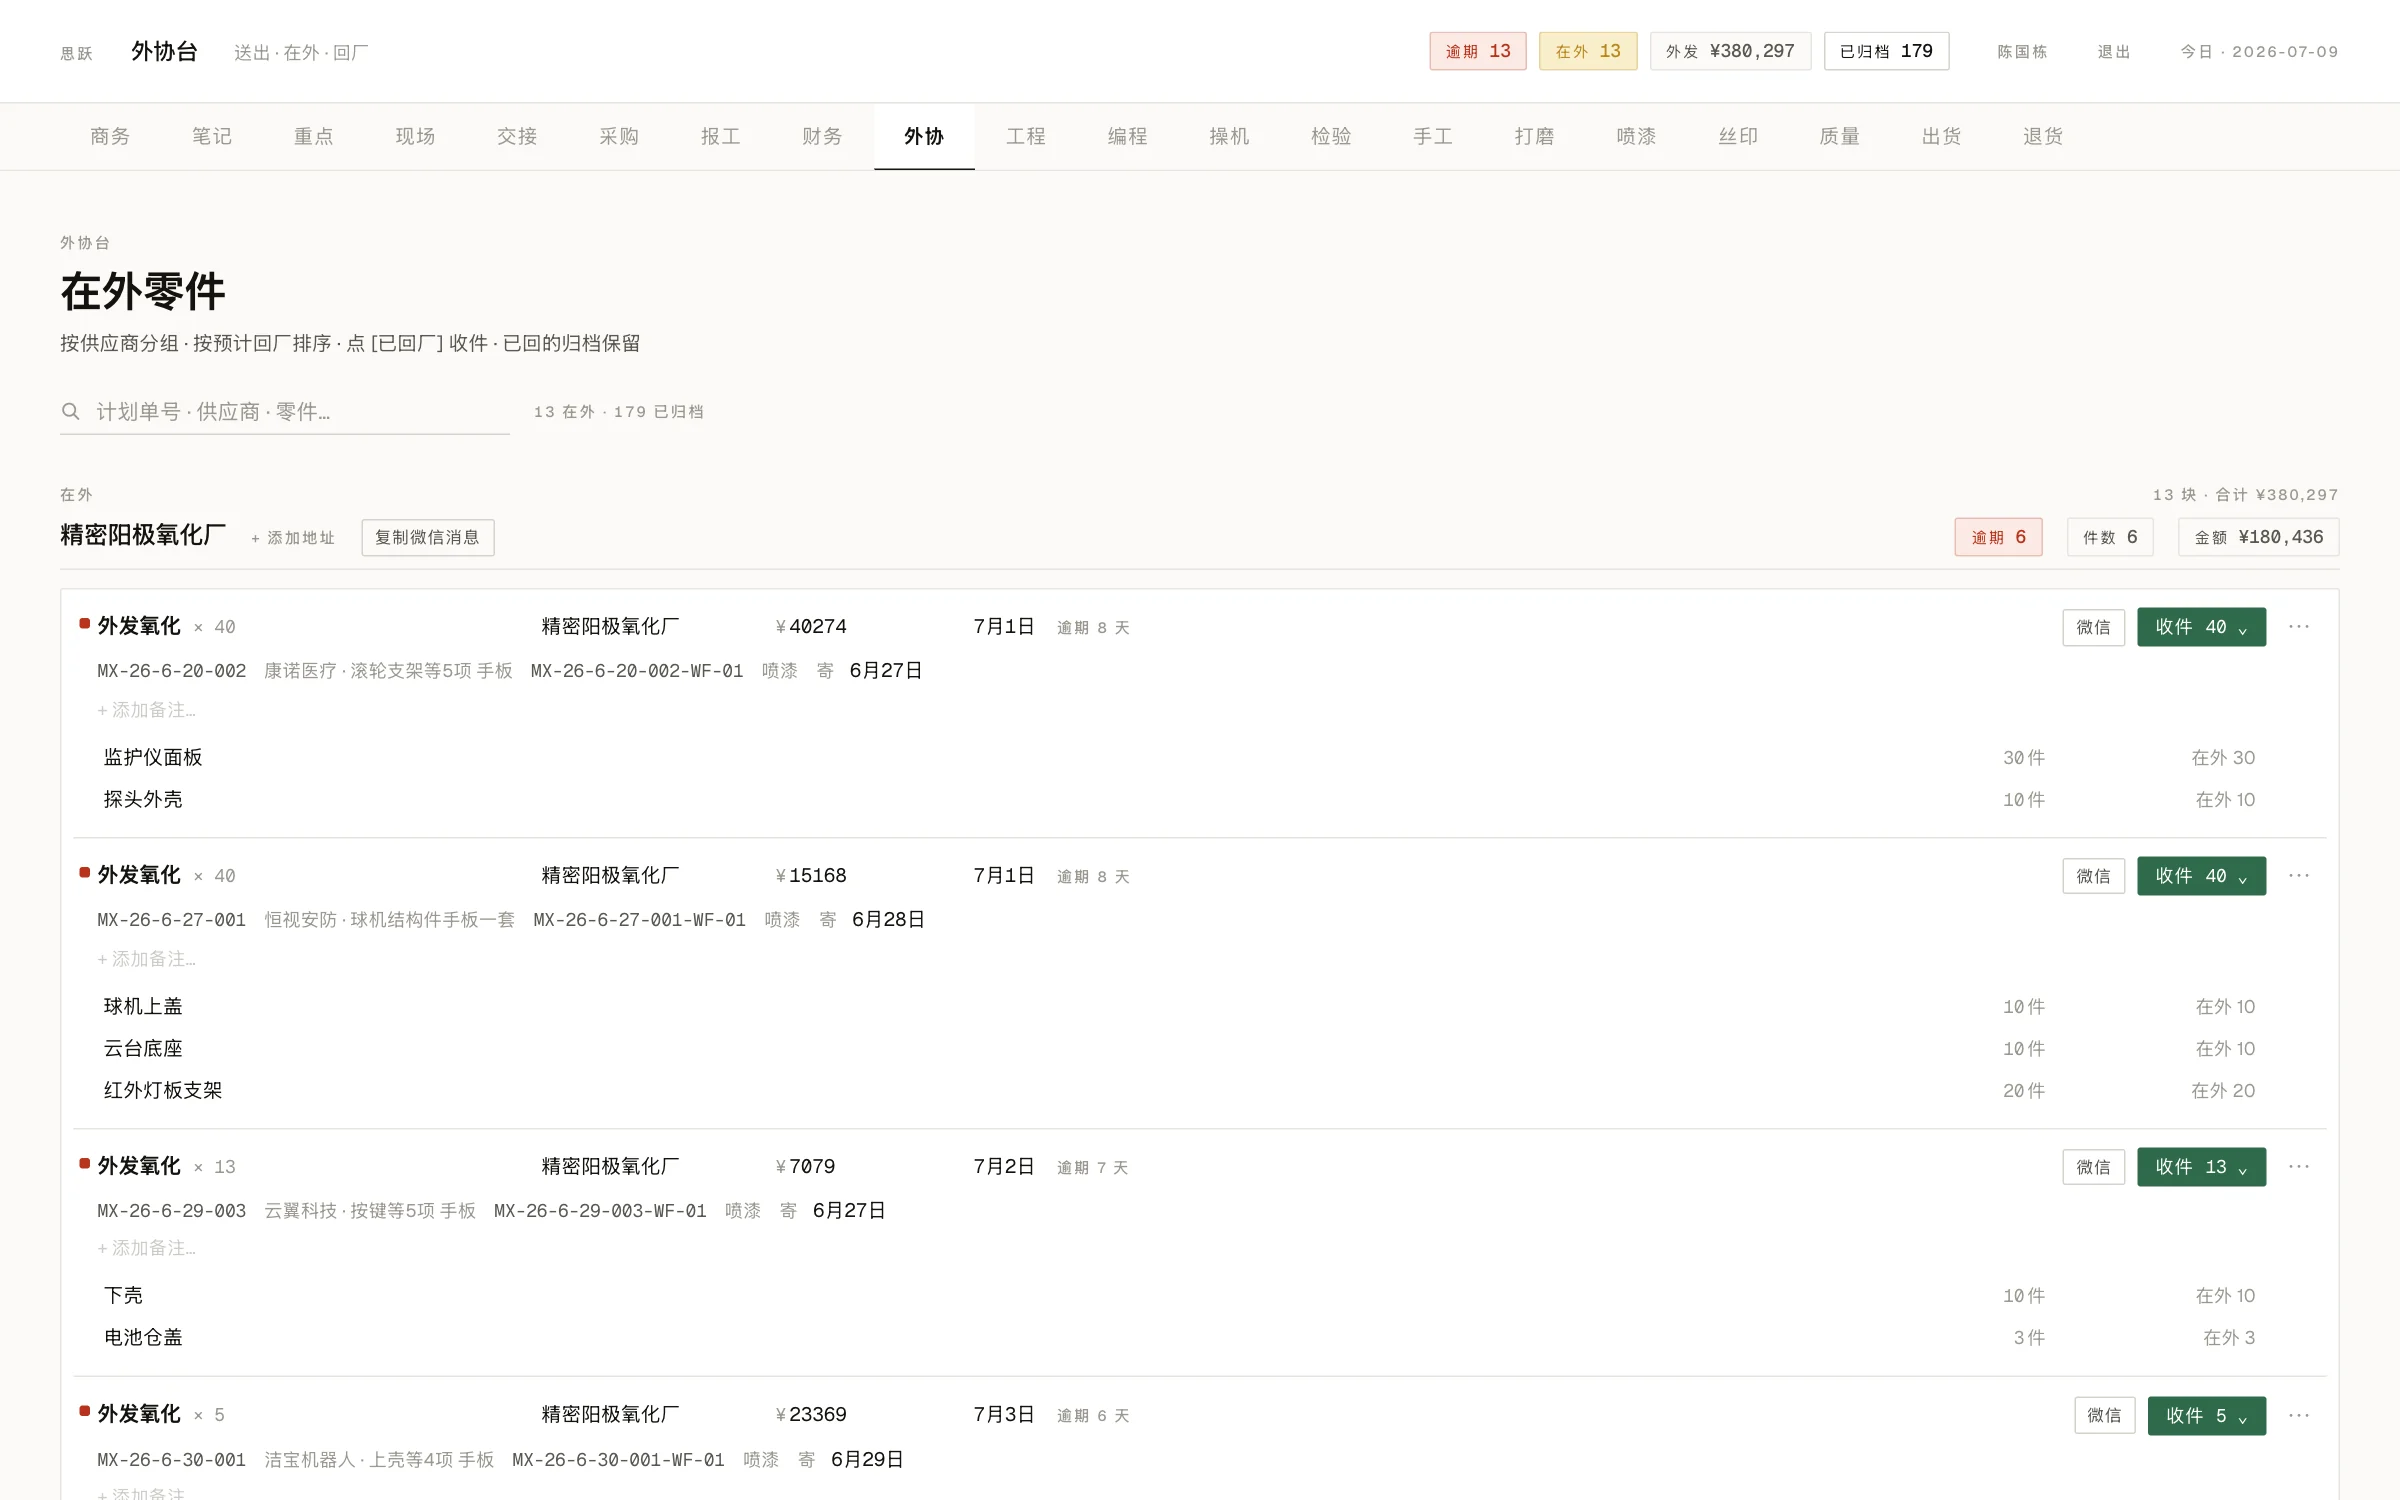 思跃 外协台 送出 · 在外 · 回厂 逾期 13 在外 13 外发 ¥380,297 已归档 179 陈国栋 退出 今日 · 2026-07-09
商务 笔记 重点 现场 交接 采购 报工 财务 外协 工程 编程 操机 检验 手工 打磨 喷漆 丝印 质量 出货 退货
外协台
在外零件
按供应商分组 · 按预计回厂排序 · 点 [已回厂] 收件 · 已回的归档保留
计划单号 · 供应商 · 零件… 13 在外 · 179 已归档
在外 13 块 · 合计 ¥380,297
精密阳极氧化厂 + 添加地址 复制微信消息 逾期 6 件数 6 金额 ¥180,436
外发氧化 × 40 精密阳极氧化厂 ¥40274 7月1日 逾期 8 天 微信 收件 40 ⌄ ···
MX-26-6-20-002 康诺医疗 · 滚轮支架等5项 手板 MX-26-6-20-002-WF-01 喷漆 寄 6月27日
+ 添加备注…
监护仪面板 30件 在外 30
探头外壳 10件 在外 10
外发氧化 × 40 精密阳极氧化厂 ¥15168 7月1日 逾期 8 天 微信 收件 40 ⌄ ···
MX-26-6-27-001 恒视安防 · 球机结构件手板一套 MX-26-6-27-001-WF-01 喷漆 寄 6月28日
+ 添加备注…
球机上盖 10件 在外 10
云台底座 10件 在外 10
红外灯板支架 20件 在外 20
外发氧化 × 13 精密阳极氧化厂 ¥7079 7月2日 逾期 7 天 微信 收件 13 ⌄ ···
MX-26-6-29-003 云翼科技 · 按键等5项 手板 MX-26-6-29-003-WF-01 喷漆 寄 6月27日
+ 添加备注…
下壳 10件 在外 10
电池仓盖 3件 在外 3
外发氧化 × 5 精密阳极氧化厂 ¥23369 7月3日 逾期 6 天 微信 收件 5 ⌄ ···
MX-26-6-30-001 洁宝机器人 · 上壳等4项 手板 MX-26-6-30-001-WF-01 喷漆 寄 6月29日
+ 添加备注…